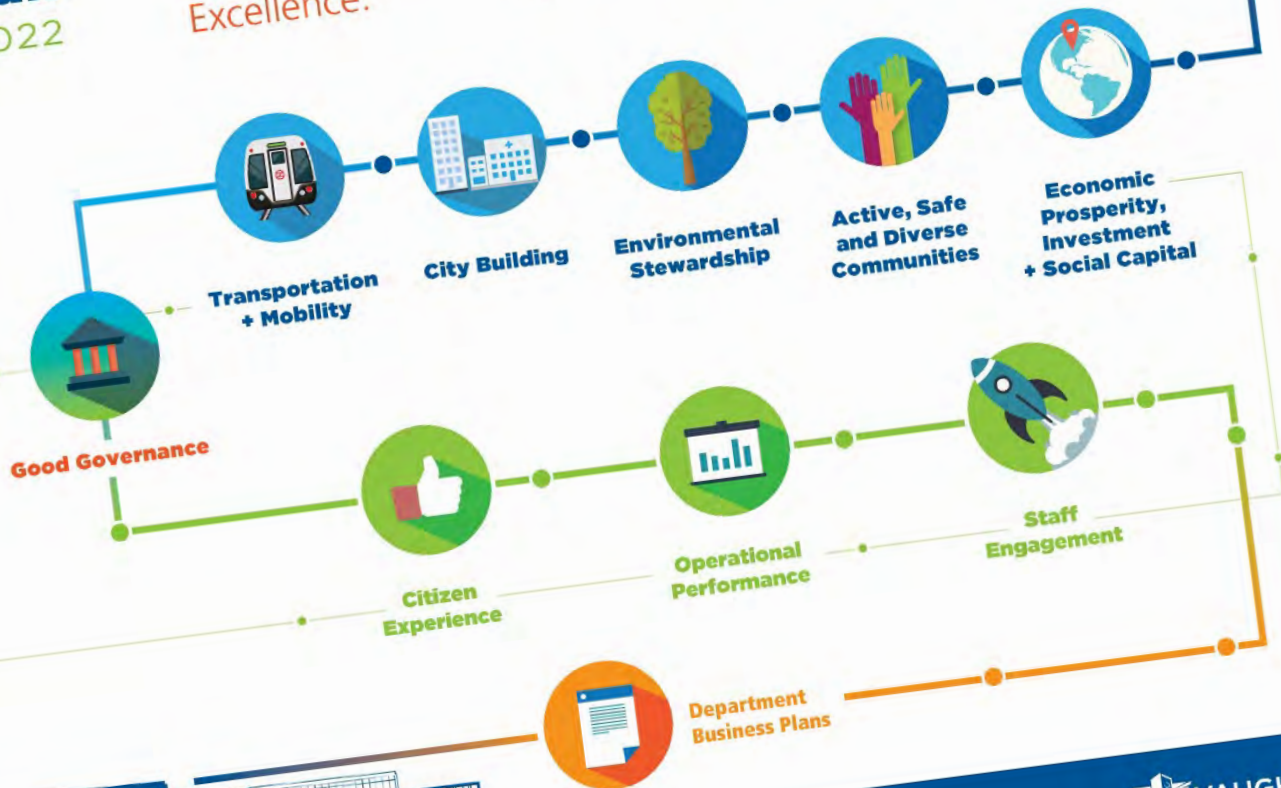 Excellence.
Transportation
+ Mobility
City Building
Environmental
Stewardship
Active, Safe
and Diverse
Communities
Economic
Prosperity,
Investment
+ Social Capital
Good Governance
Citizen
Experience
Operational
Performance
Staff
Engagement
Department
Business Plans